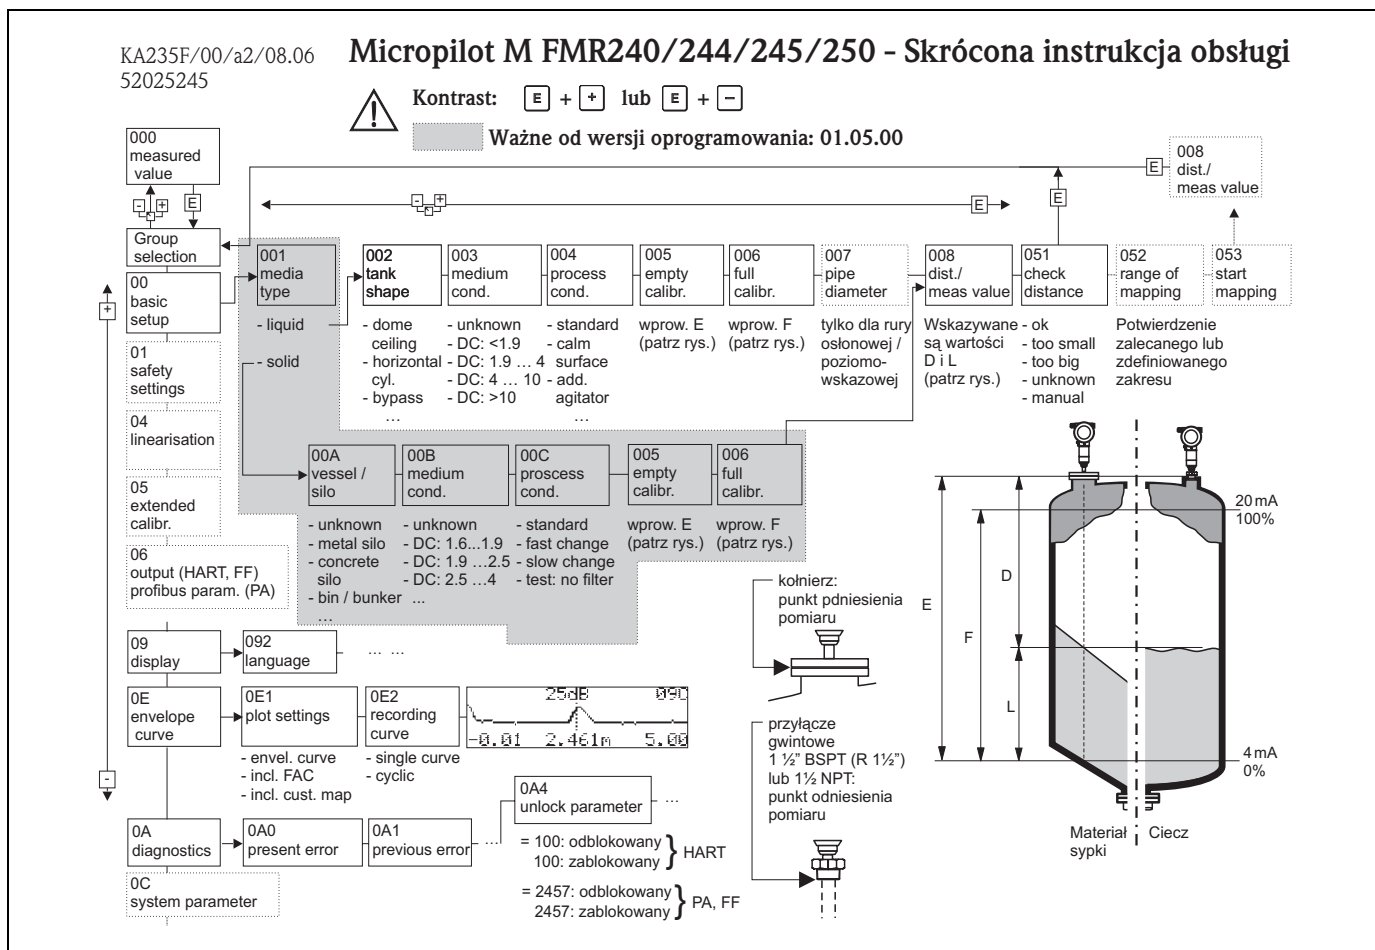 KA235F/00/a2/08.06
52025245
Micropilot M FMR240/244/245/250 - Skrócona instrukcja obsługi
Kontrast: E + + lub E + −
Ważne od wersji oprogramowania: 01.05.00
000
measured
value
- +
E
Group
selection
- +
E
E
E
008
dist./
meas value
00
basic
setup
001
media
type
- liquid
- solid
002
tank
shape
- dome
ceiling
- horizontal
cyl.
- bypass
...
003
medium
cond.
- unknown
- DC: <1.9
- DC: 1.9 ... 4
- DC: 4 ... 10
- DC: >10
004
process
cond.
- standard
- calm
surface
- add.
agitator
...
005
empty
calibr.
wprow. E
(patrz rys.)
006
full
calibr.
wprow. F
(patrz rys.)
007
pipe
diameter
tylko dla rury
osłonowej /
poziomo-
wskazowej
008
dist./
meas value
Wskazywane
są wartości
D i L
(patrz rys.)
051
check
distance
- ok
- too small
- too big
- unknown
- manual
052
range of
mapping
Potwierdzenie
zalecanego lub
zdefiniowanego
zakresu
053
start
mapping
+
-
01
safety
settings
04
linearisation
05
extended
calibr.
06
output (HART, FF)
profibus param. (PA)
00A
vessel /
silo
- unknown
- metal silo
- concrete
silo
- bin / bunker
...
00B
medium
cond.
- unknown
- DC: 1.6...1.9
- DC: 1.9 ...2.5
- DC: 2.5 ...4
...
00C
proscess
cond.
- standard
- fast change
- slow change
- test: no filter
005
empty
calibr.
wprow. E
(patrz rys.)
006
full
calibr.
wprow. F
(patrz rys.)
09
display
092
language
... ...
0E
envelope
curve
0E1
plot settings
- envel. curve
- incl. FAC
- incl. cust. map
0E2
recording
curve
- single curve
- cyclic
25dB 09C
-0.01 2.461m 5.00
0A
diagnostics
0A0
present error
0A1
previous error
...
0A4
unlock parameter
...
= 100: odblokowany
100: zablokowany
HART
= 2457: odblokowany
2457: zablokowany
PA, FF
0C
system parameter
kołnierz:
punkt pdniesienia
pomiaru
przyłącze
gwintowe
1 ½” BSPT (R 1½”)
lub 1½ NPT:
punkt odniesienia
pomiaru
20 mA
100%
D
E
F
L
4 mA
0%
Materiał
sypki
Ciecz